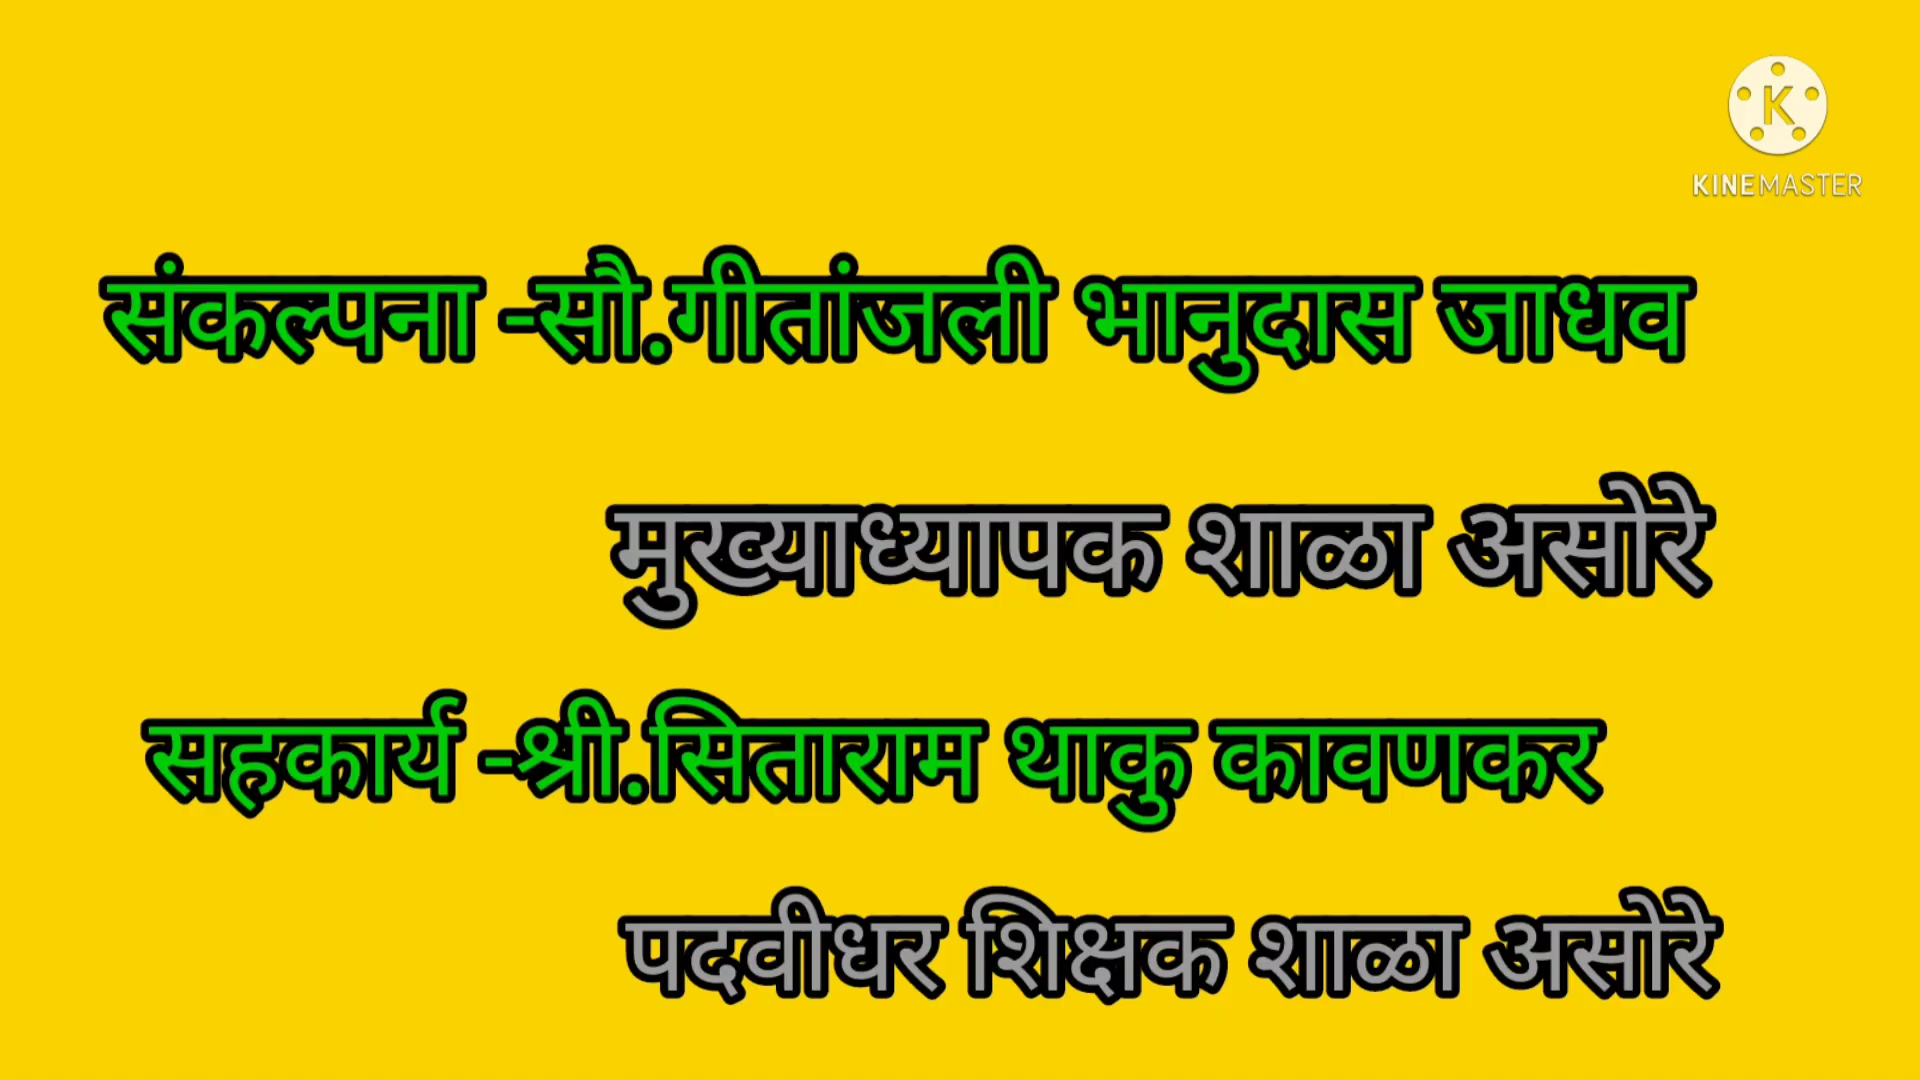 KINEMASTER
संकल्पना -सौ.गीतांजली भानुदास जाधव
मुख्याध्यापक शाळा असोरे
सहकार्य -श्री.सिताराम थाकु कावणकर
पदवीधर शिक्षक शाळा असोरे